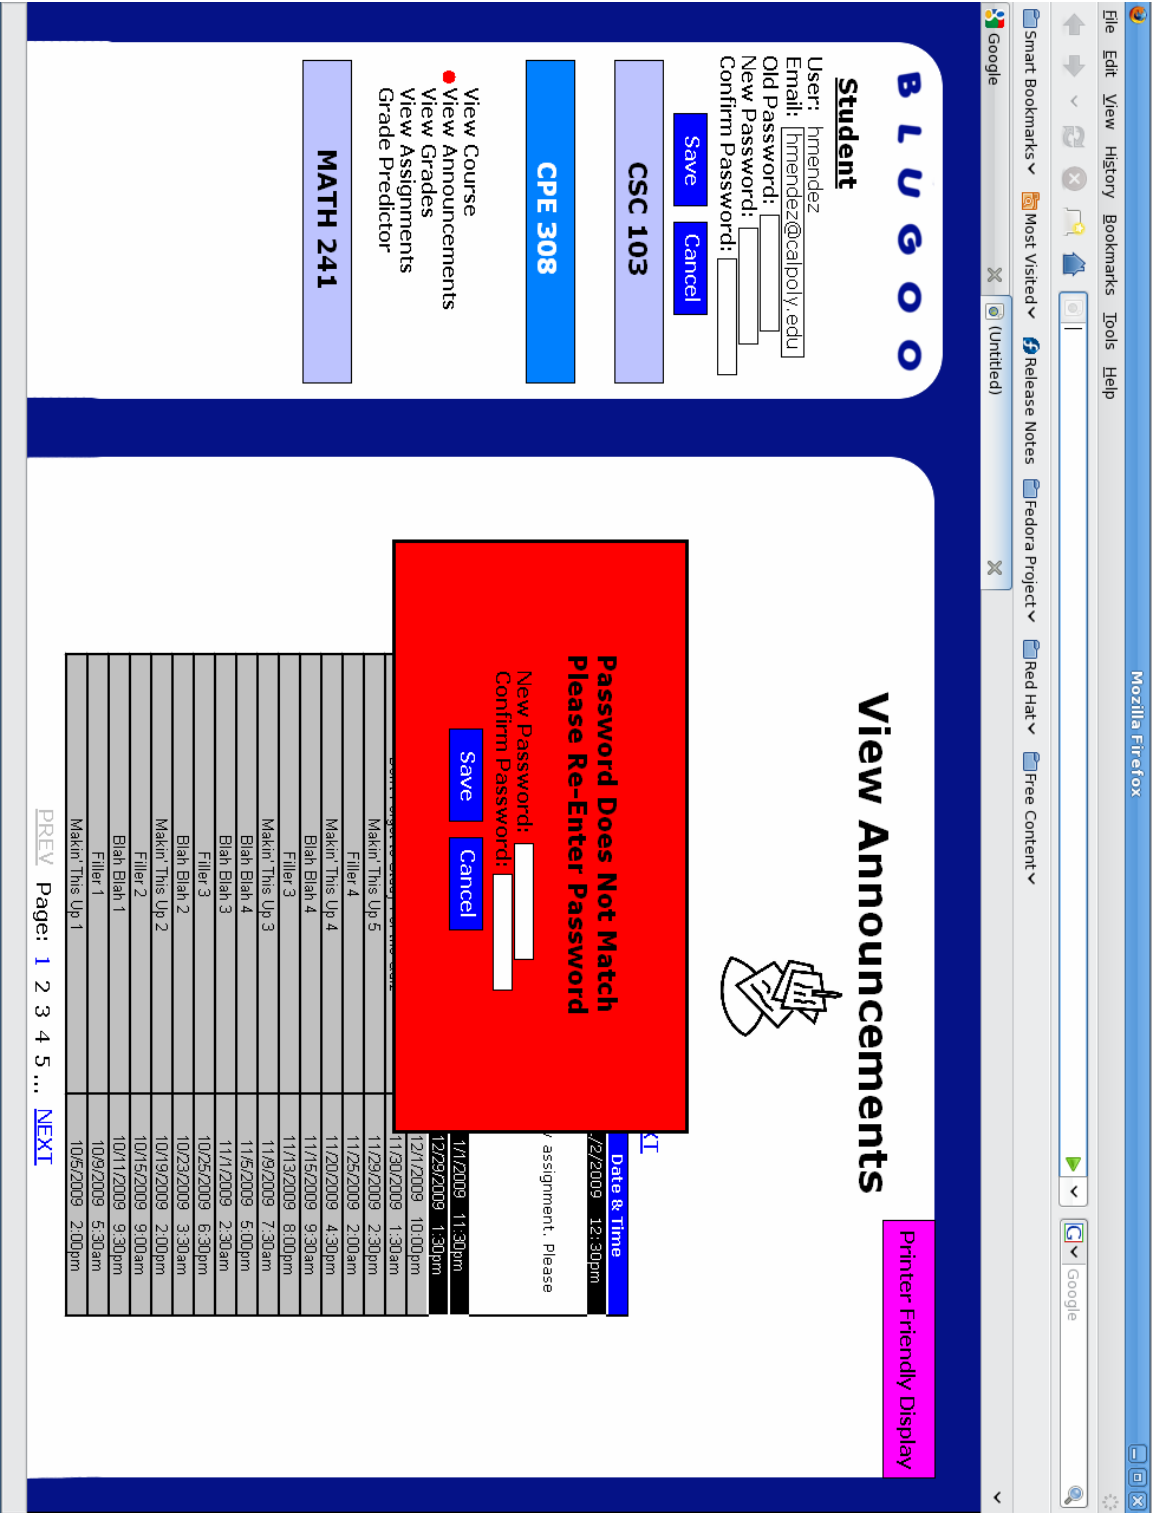 Mozilla Firefox
File Edit View History Bookmarks Tools Help
Google
Smart Bookmarks Most Visited Release Notes Fedora Project Red Hat Free Content
Google (Untitled)
BLUGOO
Student
User: hmendez
Email: hmendez@calpoly.edu
Old Password:
New Password:
Confirm Password:
Save Cancel
CSC 103
CPE 308
View Course
View Announcements
View Grades
View Assignments
Grade Predictor
MATH 241
Printer Friendly Display
View Announcements
XT
Date & Time
/2/2009 12:30pm
assignment. Please
1/1/2009 11:30pm
12/29/2009 1:30pm
Password Does Not Match
Please Re-Enter Password
New Password:
Confirm Password:
Save Cancel
12/1/2009 10:00pm
11/30/2009 1:30am
Makin' This Up 5 11/29/2009 2:30pm
Filler 4 11/25/2009 2:00am
Makin' This Up 4 11/20/2009 4:30pm
Blah Blah 4 11/15/2009 9:30am
Filler 3 11/13/2009 8:00pm
Makin' This Up 3 11/9/2009 7:30am
Blah Blah 4 11/5/2009 5:00pm
Blah Blah 3 11/1/2009 2:30am
Filler 3 10/25/2009 6:30pm
Blah Blah 2 10/23/2009 3:30am
Makin' This Up 2 10/19/2009 2:00pm
Filler 2 10/15/2009 9:00am
Blah Blah 1 10/11/2009 9:30pm
Filler 1 10/9/2009 5:30am
Makin' This Up 1 10/5/2009 2:00pm
PREV Page: 1 2 3 4 5 ... NEXT